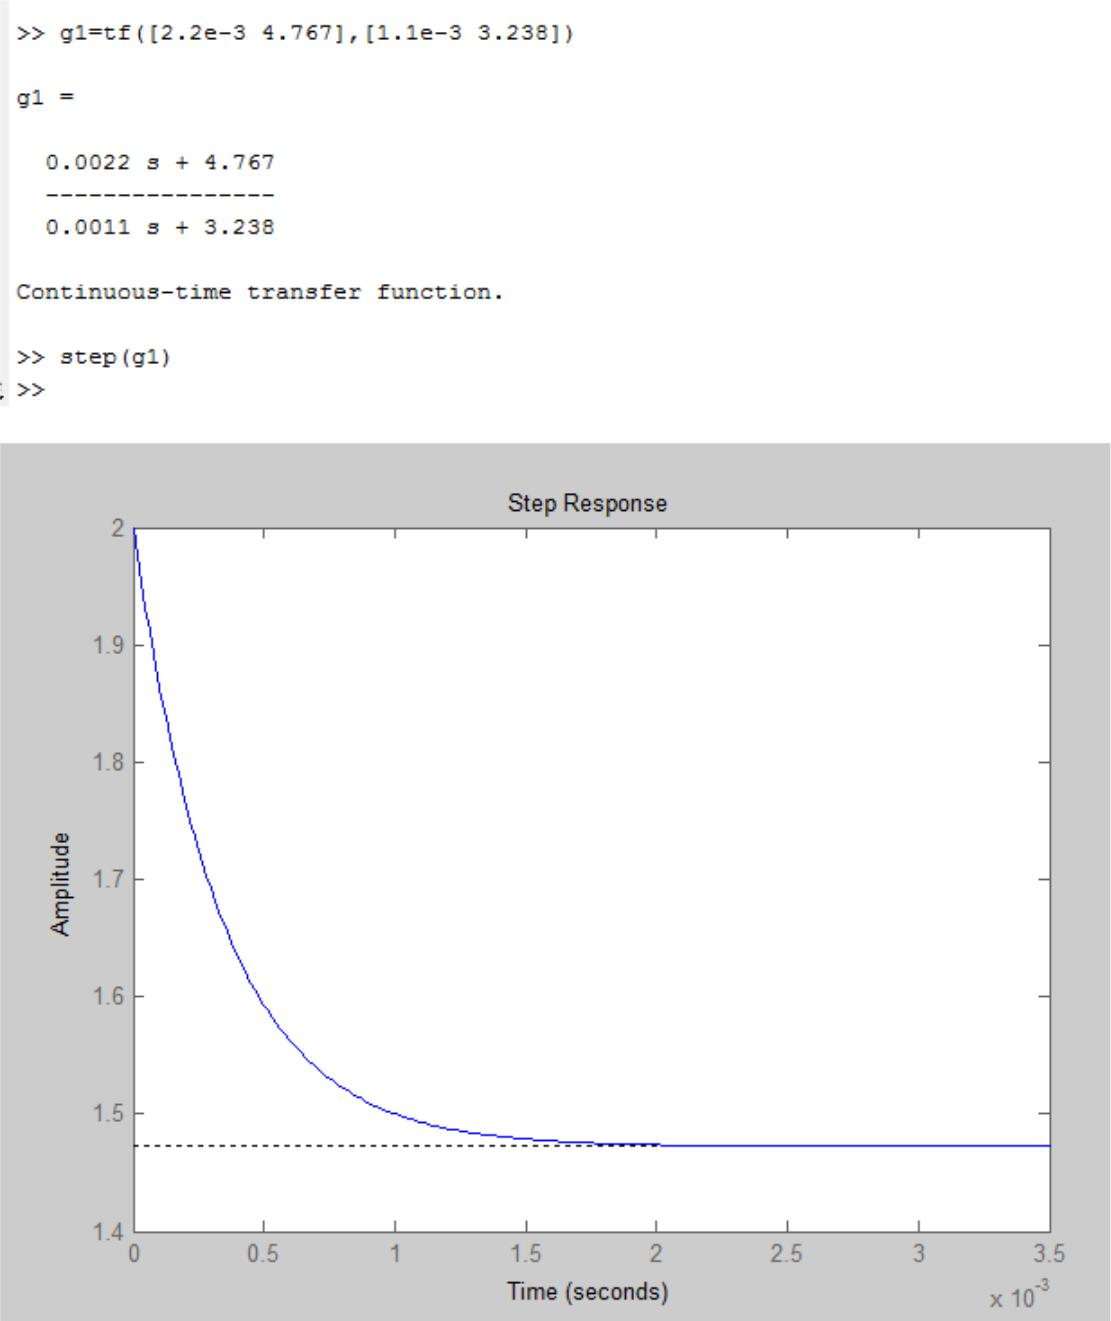 >> g1=tf([2.2e-3 4.767],[1.1e-3 3.238])
g1 =
0.0022 s + 4.767
----------------
0.0011 s + 3.238
Continuous-time transfer function.
>> step(g1)
>>
Step Response
2
1.9
1.8
1.7
1.6
1.5
1.4
Amplitude
0 0.5 1 1.5 2 2.5 3 3.5
Time (seconds)
x 10^-3